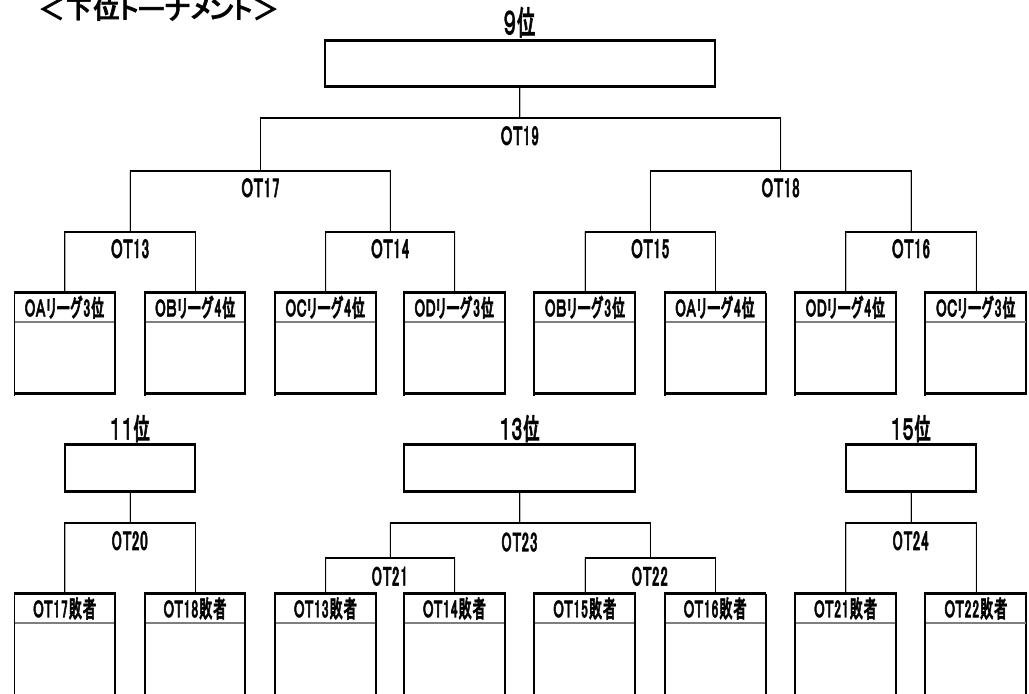 ＜下位トーナメント＞
9位
OT19
OT17 OT18
OT13 OT14 OT15 OT16
OAリーグ3位 OBリーグ4位 OCリーグ4位 ODリーグ3位 OBリーグ3位 OAリーグ4位 ODリーグ4位 OCリーグ3位
11位 13位 15位
OT20 OT23 OT24
OT21 OT22
OT17敗者 OT18敗者 OT13敗者 OT14敗者 OT15敗者 OT16敗者 OT21敗者 OT22敗者